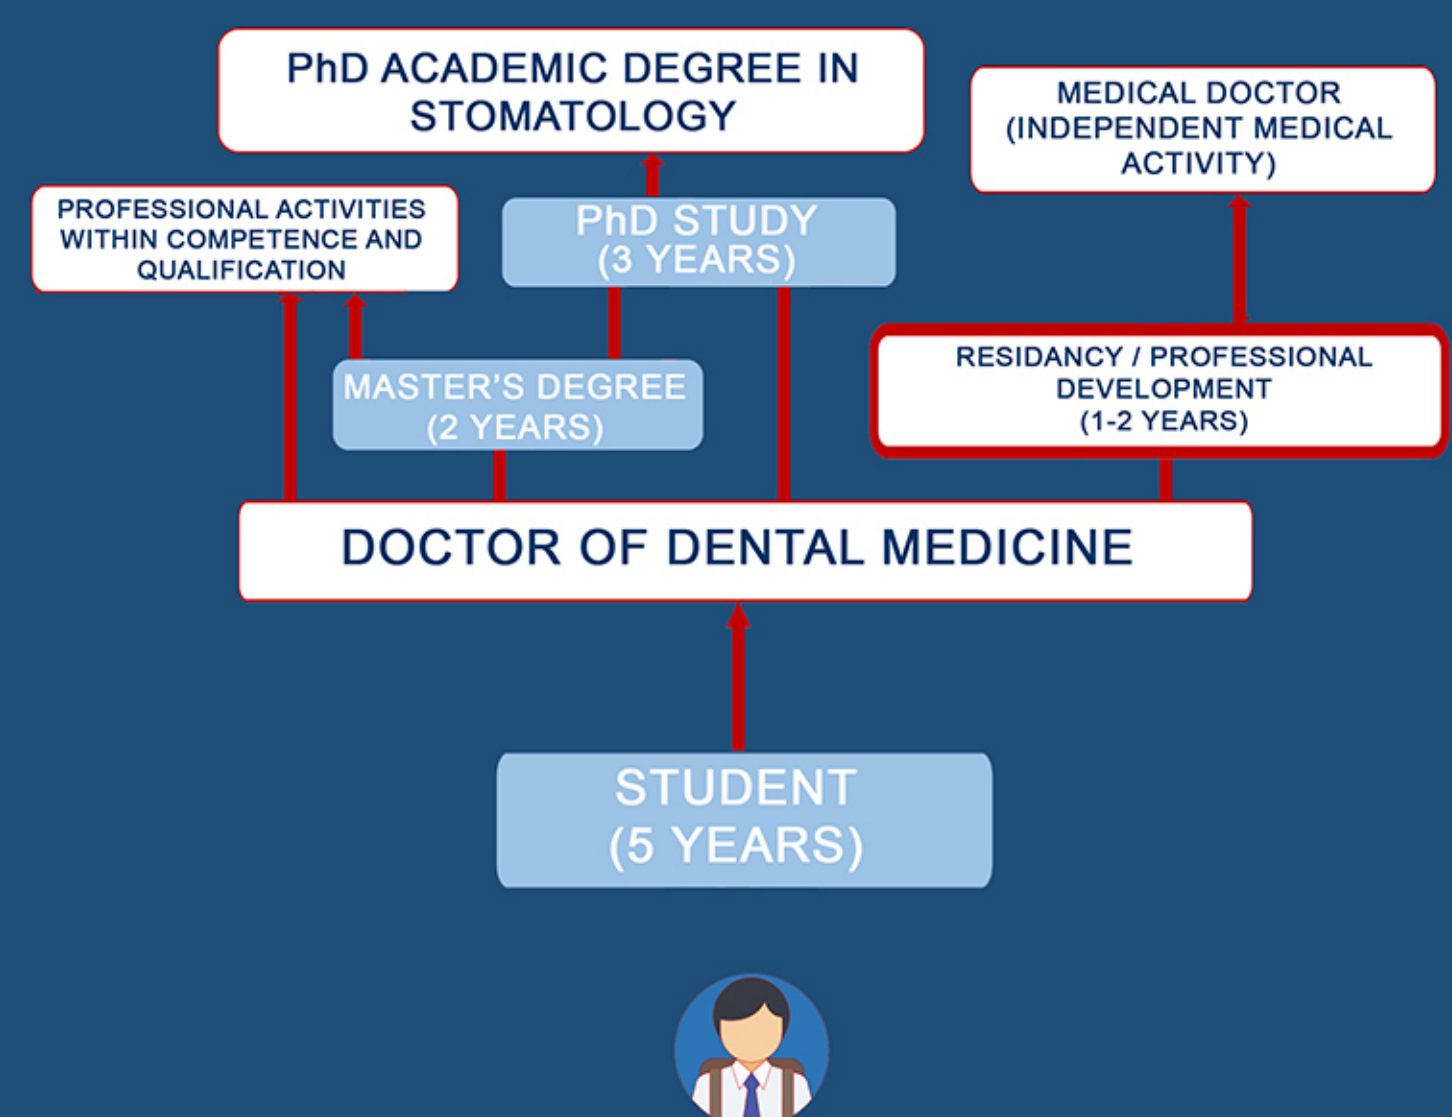 PhD ACADEMIC DEGREE IN
STOMATOLOGY
MEDICAL DOCTOR
(INDEPENDENT MEDICAL
ACTIVITY)
PROFESSIONAL ACTIVITIES
WITHIN COMPETENCE AND
QUALIFICATION
PhD STUDY
(3 YEARS)
RESIDANCY / PROFESSIONAL
DEVELOPMENT
(1-2 YEARS)
MASTER'S DEGREE
(2 YEARS)
DOCTOR OF DENTAL MEDICINE
STUDENT
(5 YEARS)